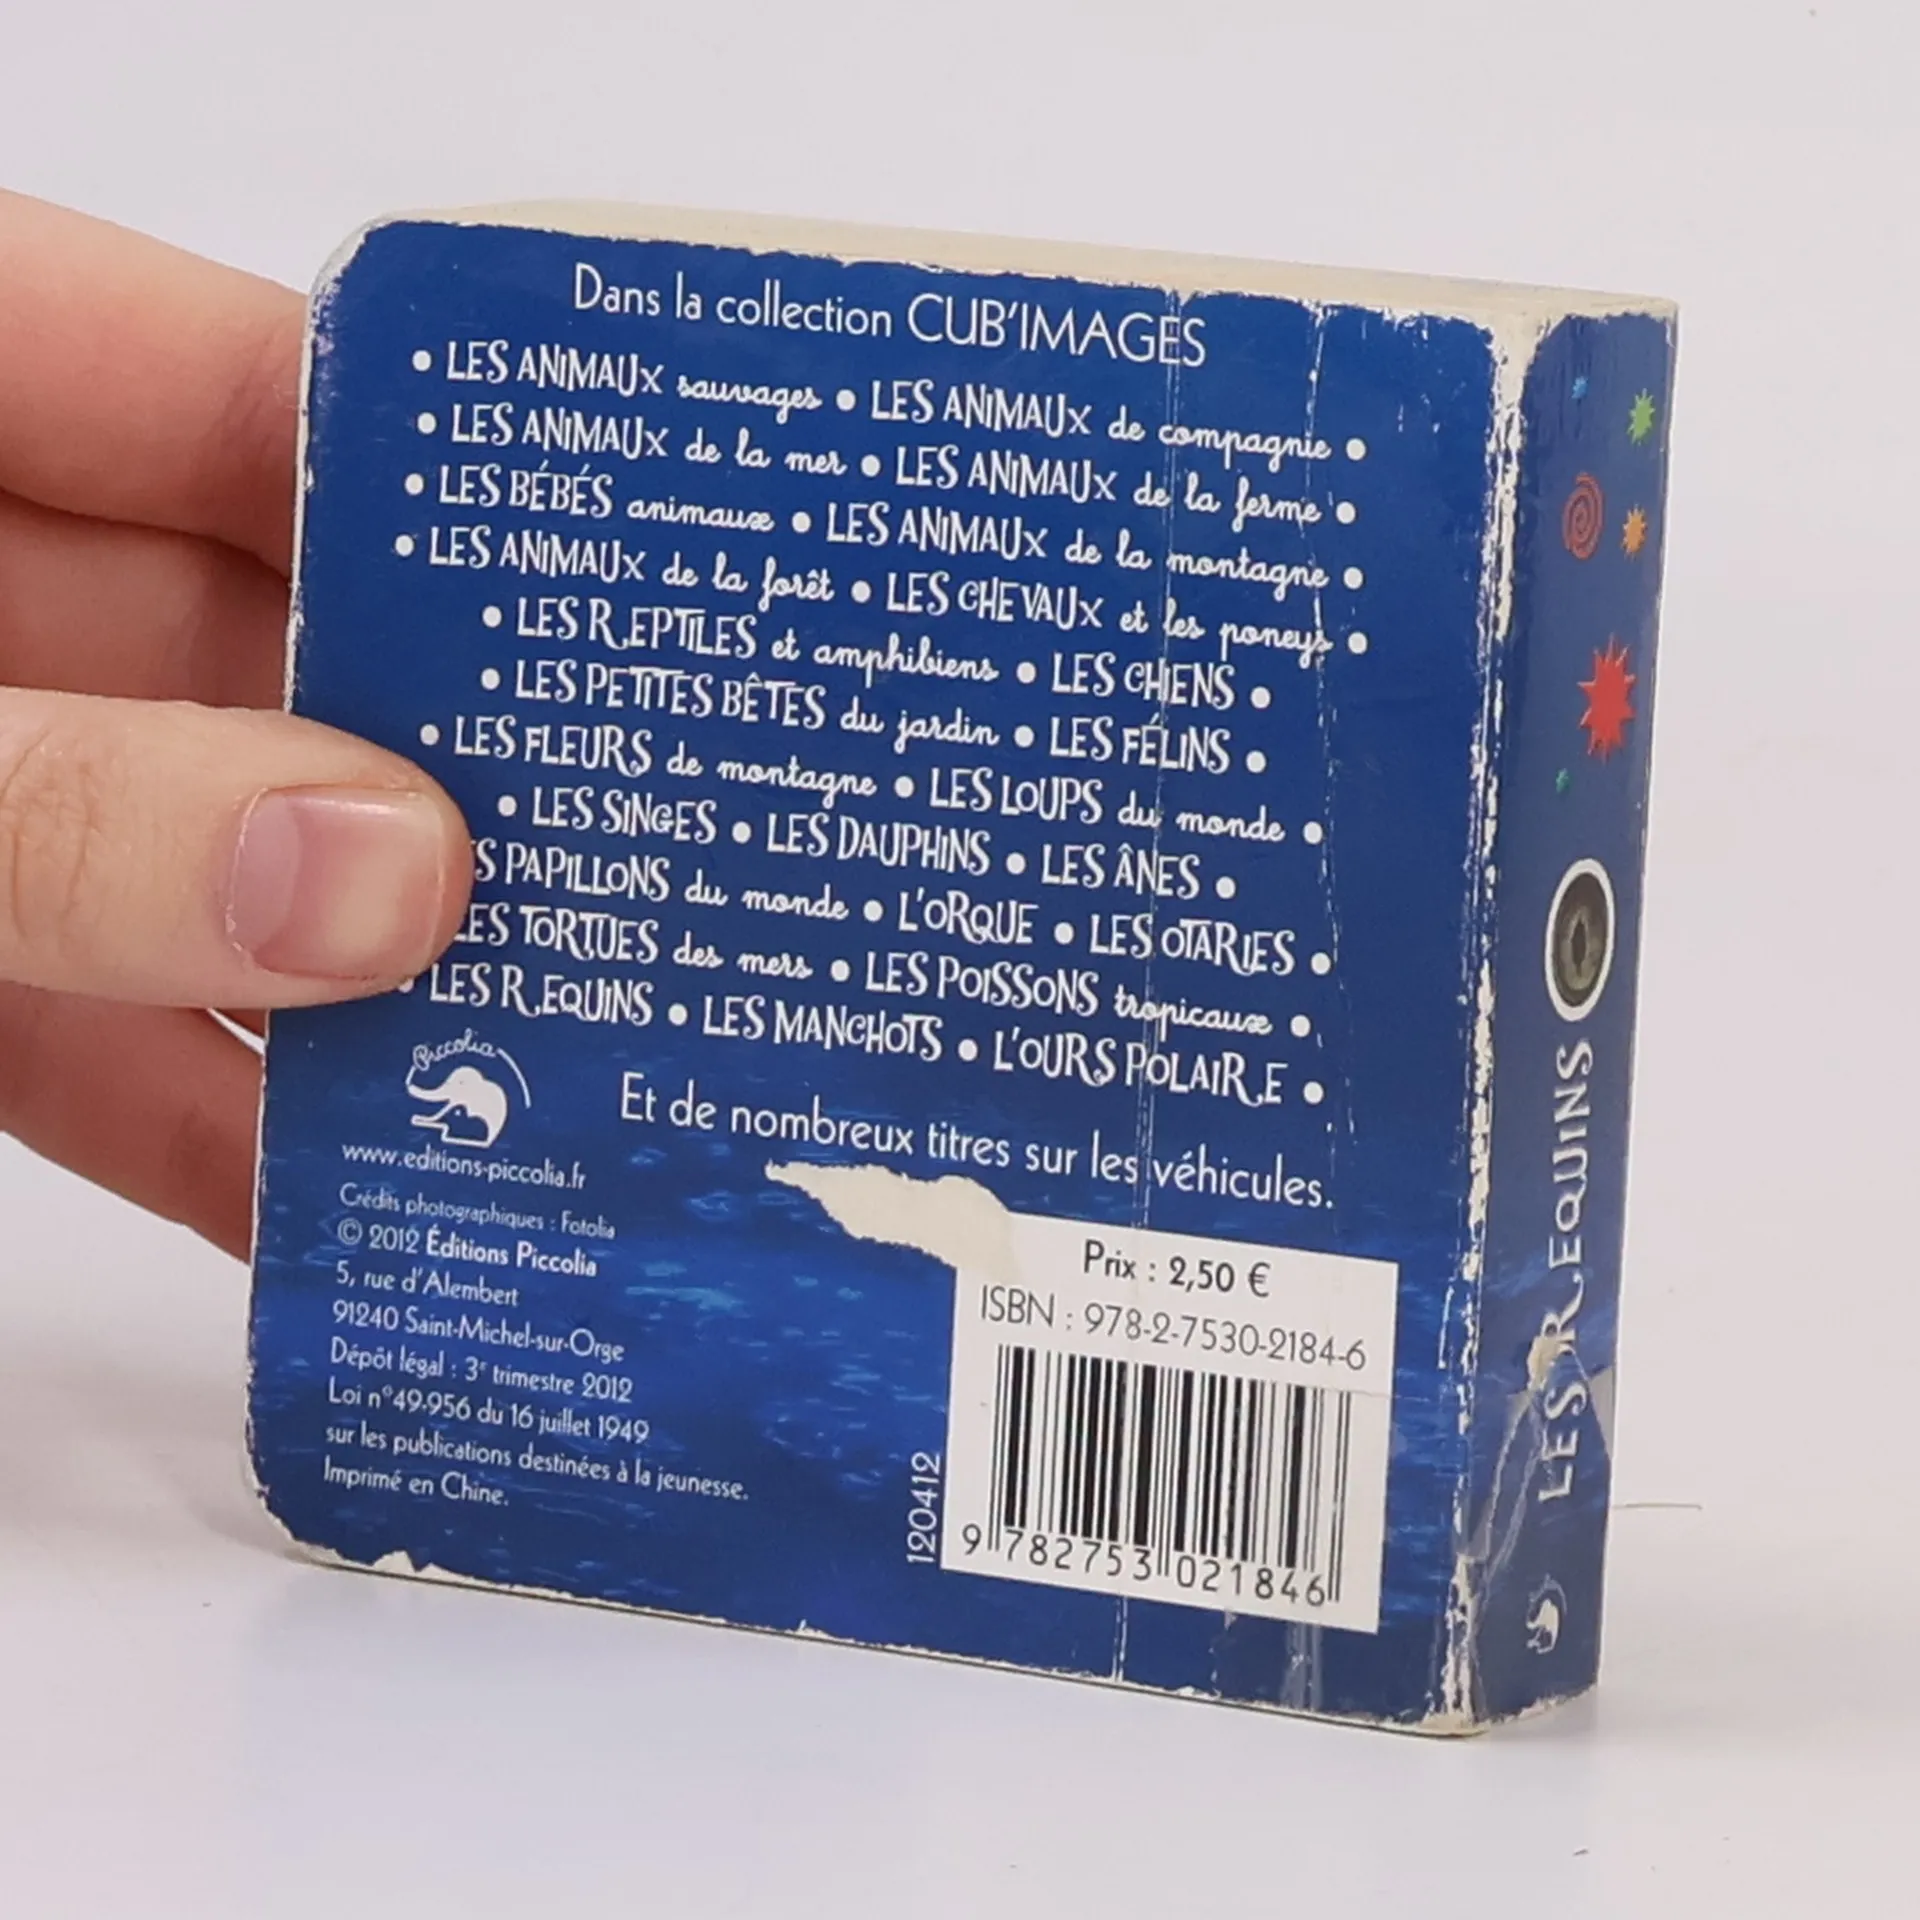 Dans la collection CUB'IMAGES
• LES ANIMAUX sauvages • LES ANIMAUX de compagnie •
• LES ANIMAUX de la mer • LES ANIMAUX de la ferme •
• LES BÉBÉS animaux • LES ANIMAUX de la montagne •
• LES ANIMAUX de la forêt • LES CHEVAUX et les poneys •
• LES REPTILES et amphibiens • LES CHIENS •
• LES PETITES BÊTES du jardin • LES FÉLINS •
• LES FLEURS de montagne • LES LOUPS du monde •
• LES SINGES • LES DAUPHINS • LES ÂNES •
S PAPILLONS du monde • L'ORQUE • LES OTARIES •
LES TORTUES des mers • LES POISSONS tropicaux •
• LES REQUINS • LES MANCHOTS • L'OURS POLAIRE •
Et de nombreux titres sur les véhicules.
Piccolia
www.editions-piccolia.fr
Crédits photographiques : Fotolia
© 2012 Éditions Piccolia
5, rue d'Alembert
91240 Saint-Michel-sur-Orge
Dépôt légal : 3e trimestre 2012
Loi n°49.956 du 16 juillet 1949
sur les publications destinées à la jeunesse.
Imprimé en Chine.
Prix : 2,50 €
ISBN : 978-2-7530-2184-6
120412
9 782753 021846
LES REQUINS